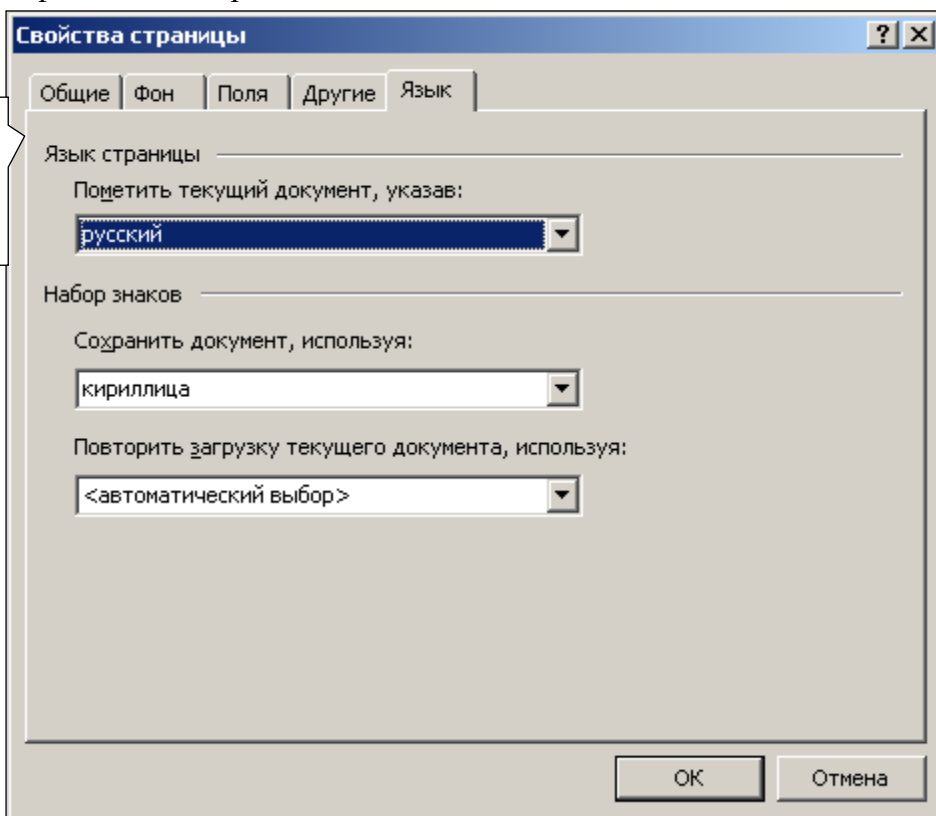 Свойства страницы
Общие Фон Поля Другие Язык
Язык страницы
Пометить текущий документ, указав:
русский
Набор знаков
Сохранить документ, используя:
кириллица
Повторить загрузку текущего документа, используя:
<автоматический выбор>
ОК Отмена